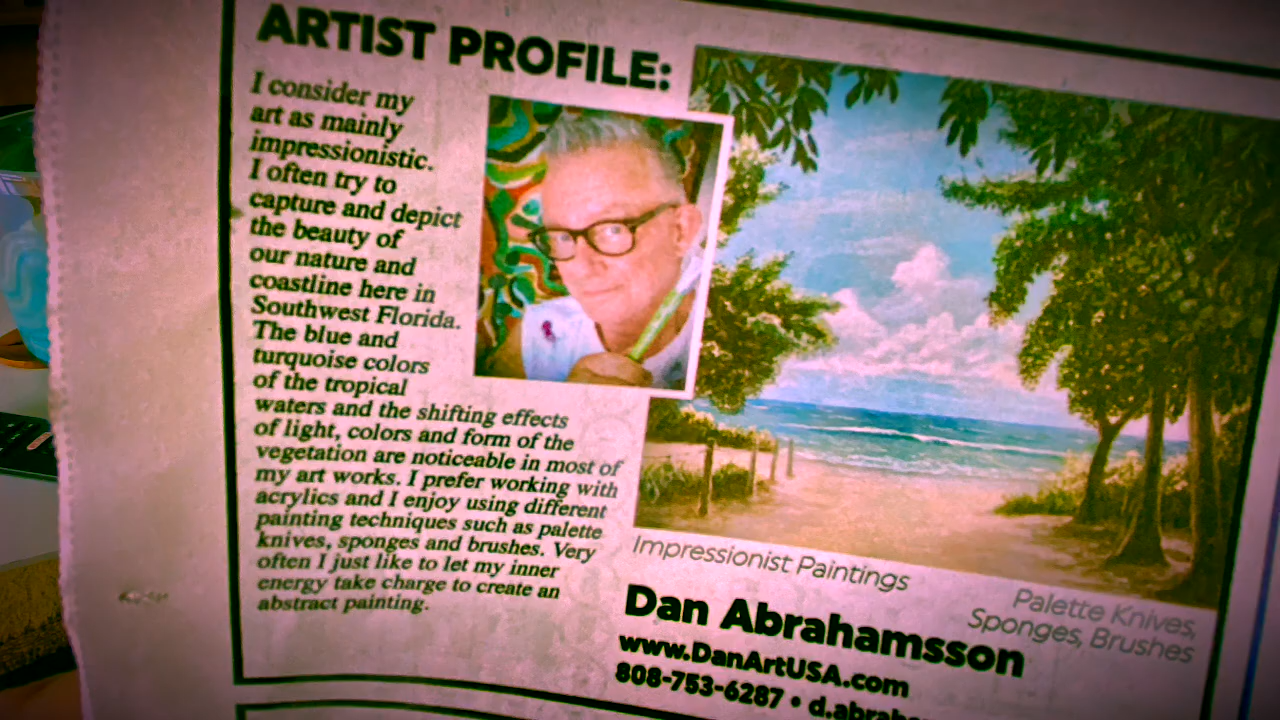 ARTIST PROFILE:
I consider my
art as mainly
impressionistic.
I often try to
capture and depict
the beauty of
our nature and
coastline here in
Southwest Florida.
The blue and
turquoise colors
of the tropical
waters and the shifting effects
of light, colors and form of the
vegetation are noticeable in most of
my art works. I prefer working with
acrylics and I enjoy using different
painting techniques such as palette
knives, sponges and brushes. Very
often I just like to let my inner
energy take charge to create an
abstract painting.
Impressionist Paintings
Palette Knives,
Sponges, Brushes
Dan Abrahamsson
www.DanArtUSA.com
808-753-6287 • d.abraha